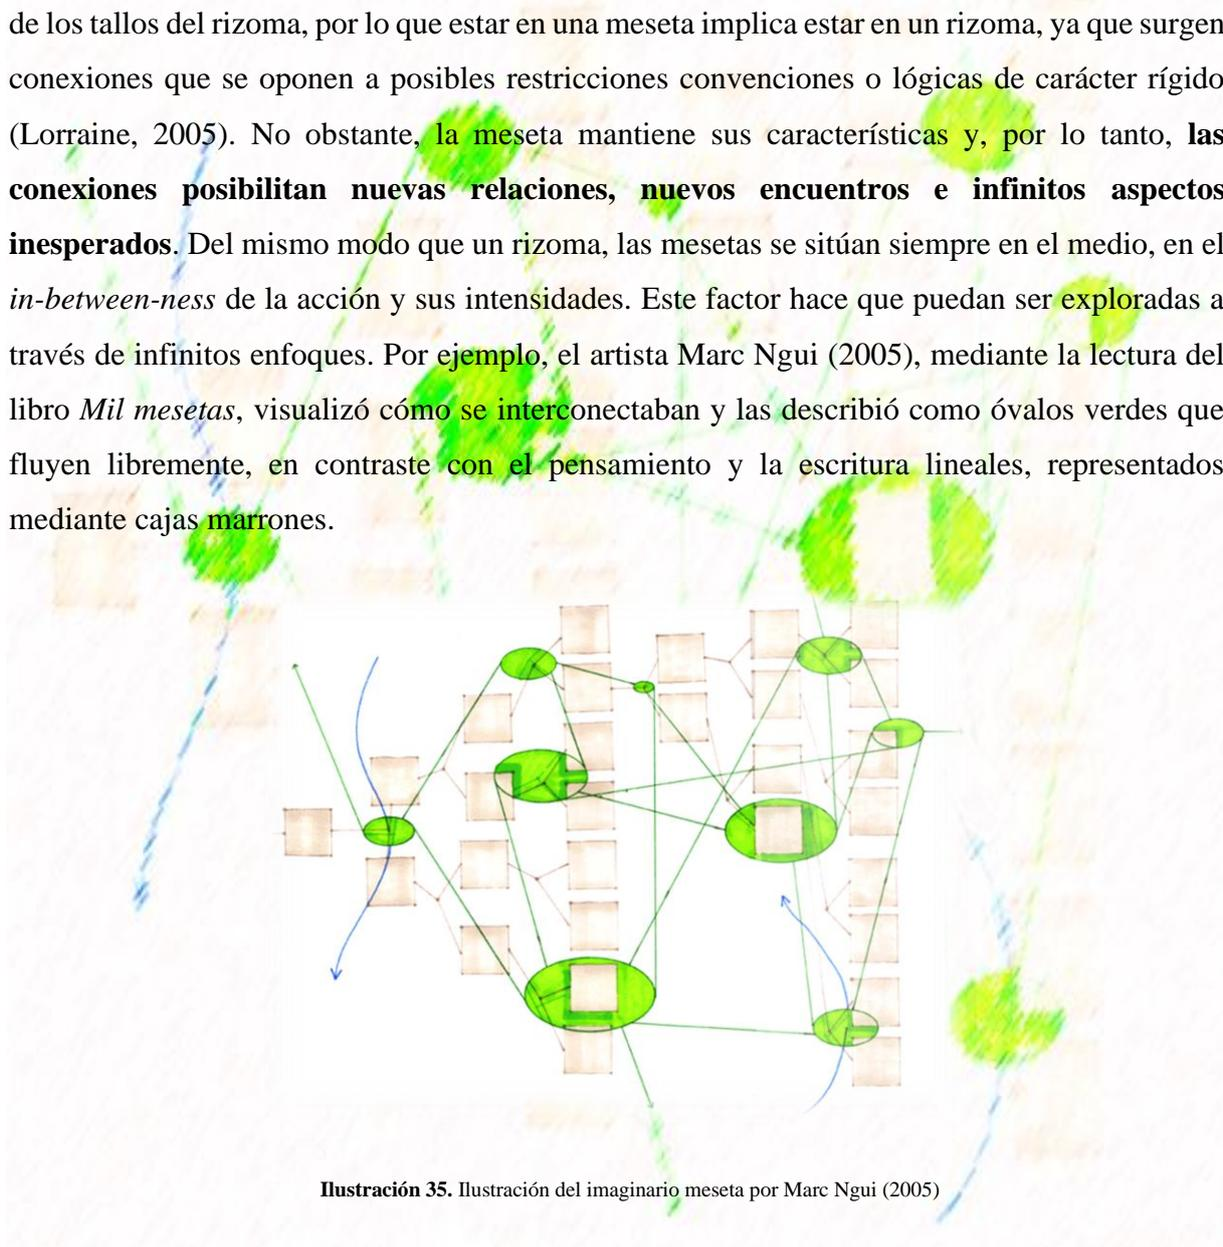 de los tallos del rizoma, por lo que estar en una meseta implica estar en un rizoma, ya que surgen
conexiones que se oponen a posibles restricciones convenciones o lógicas de carácter rígido
(Lorraine, 2005). No obstante, la meseta mantiene sus características y, por lo tanto, las
conexiones posibilitan nuevas relaciones, nuevos encuentros e infinitos aspectos
inesperados. Del mismo modo que un rizoma, las mesetas se sitúan siempre en el medio, en el
in-between-ness de la acción y sus intensidades. Este factor hace que puedan ser exploradas a
través de infinitos enfoques. Por ejemplo, el artista Marc Ngui (2005), mediante la lectura del
libro Mil mesetas, visualizó cómo se interconectaban y las describió como óvalos verdes que
fluyen libremente, en contraste con el pensamiento y la escritura lineales, representados
mediante cajas marrones.
Ilustración 35. Ilustración del imaginario meseta por Marc Ngui (2005)